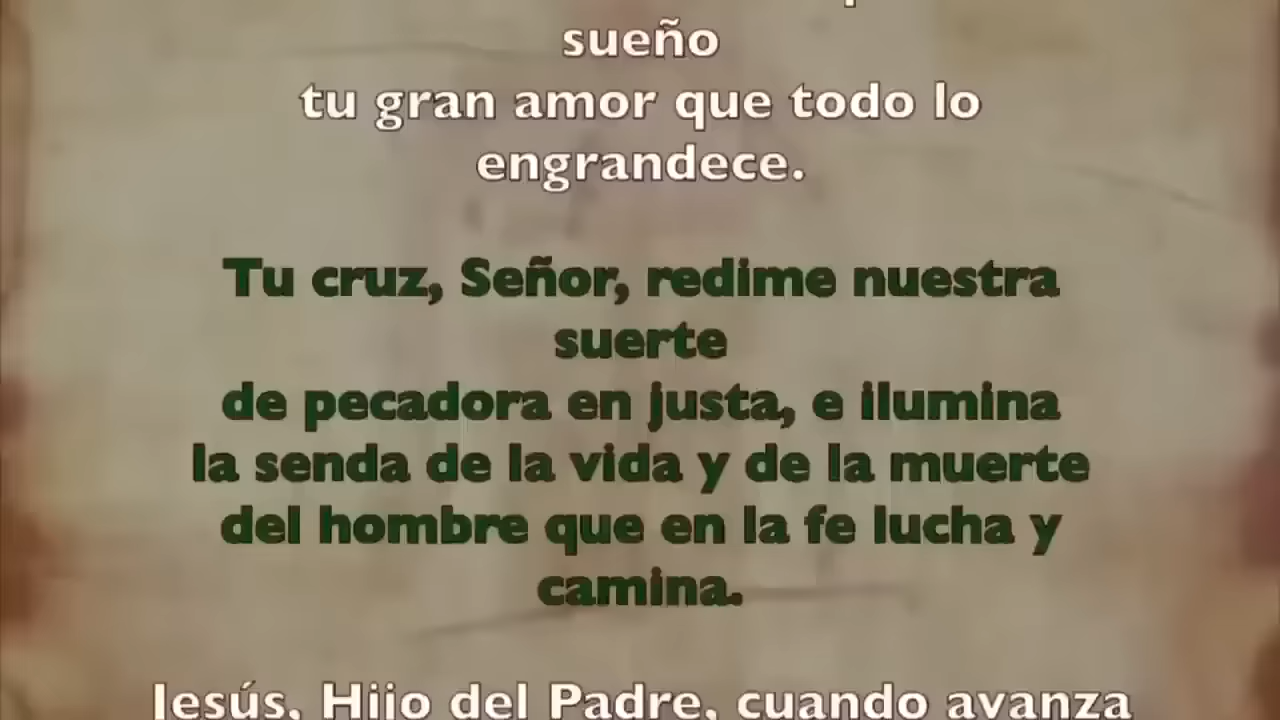 sueño
tu gran amor que todo lo
engrandece.
Tu cruz, Señor, redime nuestra
suerte
de pecadora en justa, e ilumina
la senda de la vida y de la muerte
del hombre que en la fe lucha y
camina.
Jesús, Hijo del Padre, cuando avanza